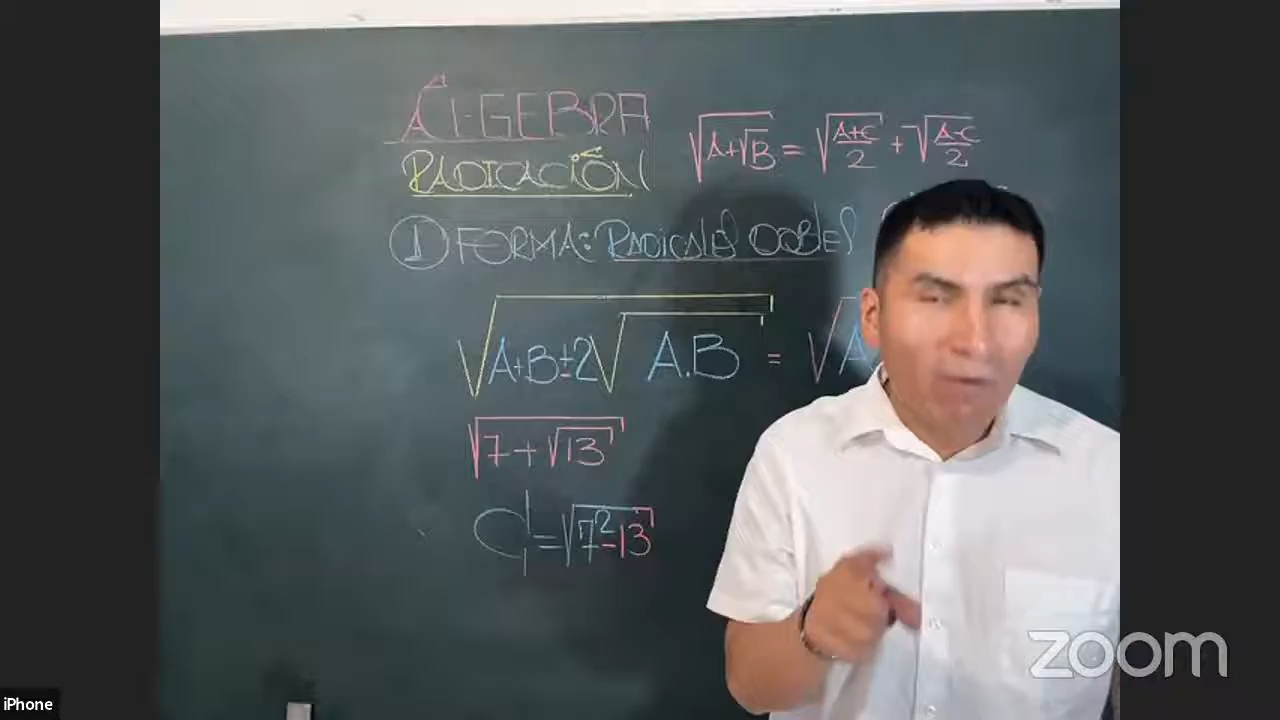 ÁLGEBRA
√(A+√B) = √((A+C)/2) + √((A-C)/2)
RADICACIÓN
① FORMA: RADICALES DOBLES
√(A+B±2√(A.B)) = √A
√(7+√13)
C = √(7²-13)
zoom
iPhone